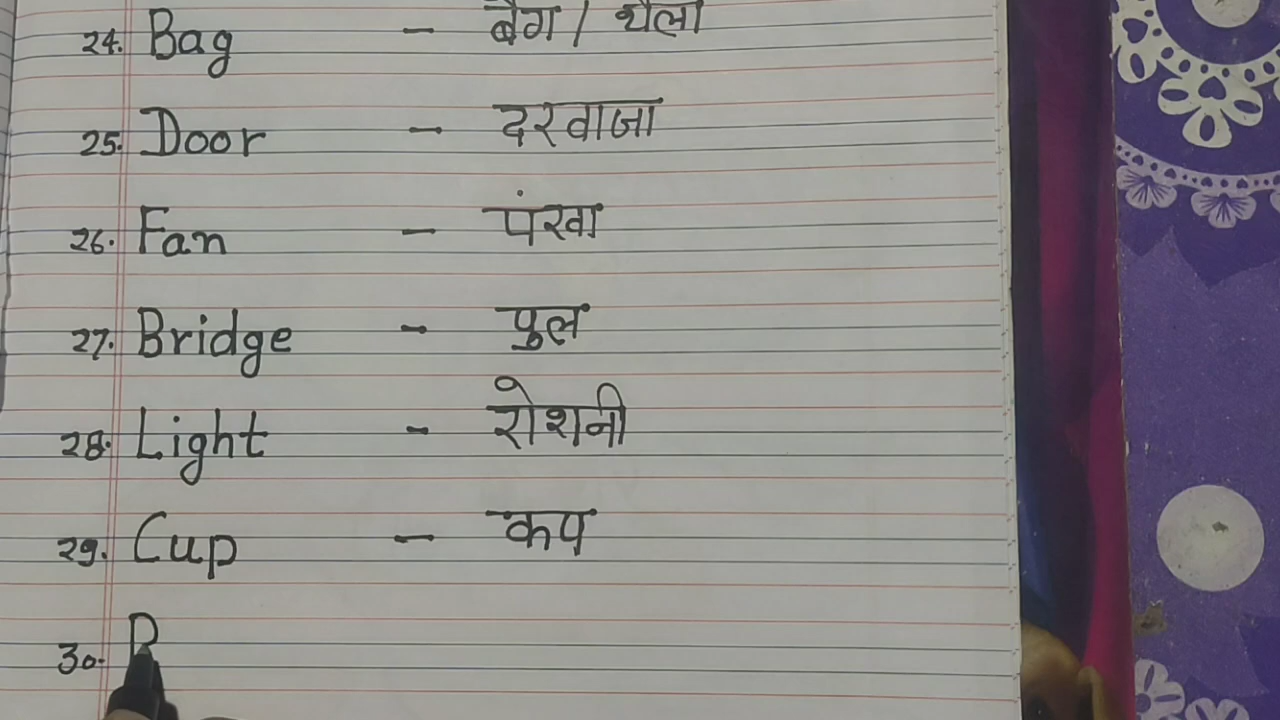 24. Bag - बैग / थैला
25. Door - दरवाजा
26. Fan - पंखा
27. Bridge - पुल
28. Light - रोशनी
29. Cup - कप
30.